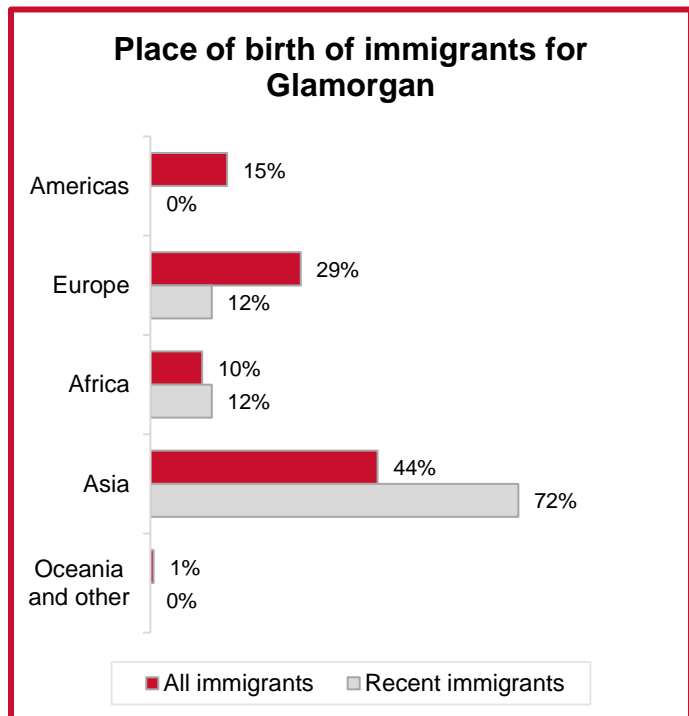 Place of birth of immigrants for
Glamorgan
Americas
15%
0%
Europe
29%
12%
Africa
10%
12%
Asia
44%
72%
Oceania
and other
1%
0%
All immigrants
Recent immigrants